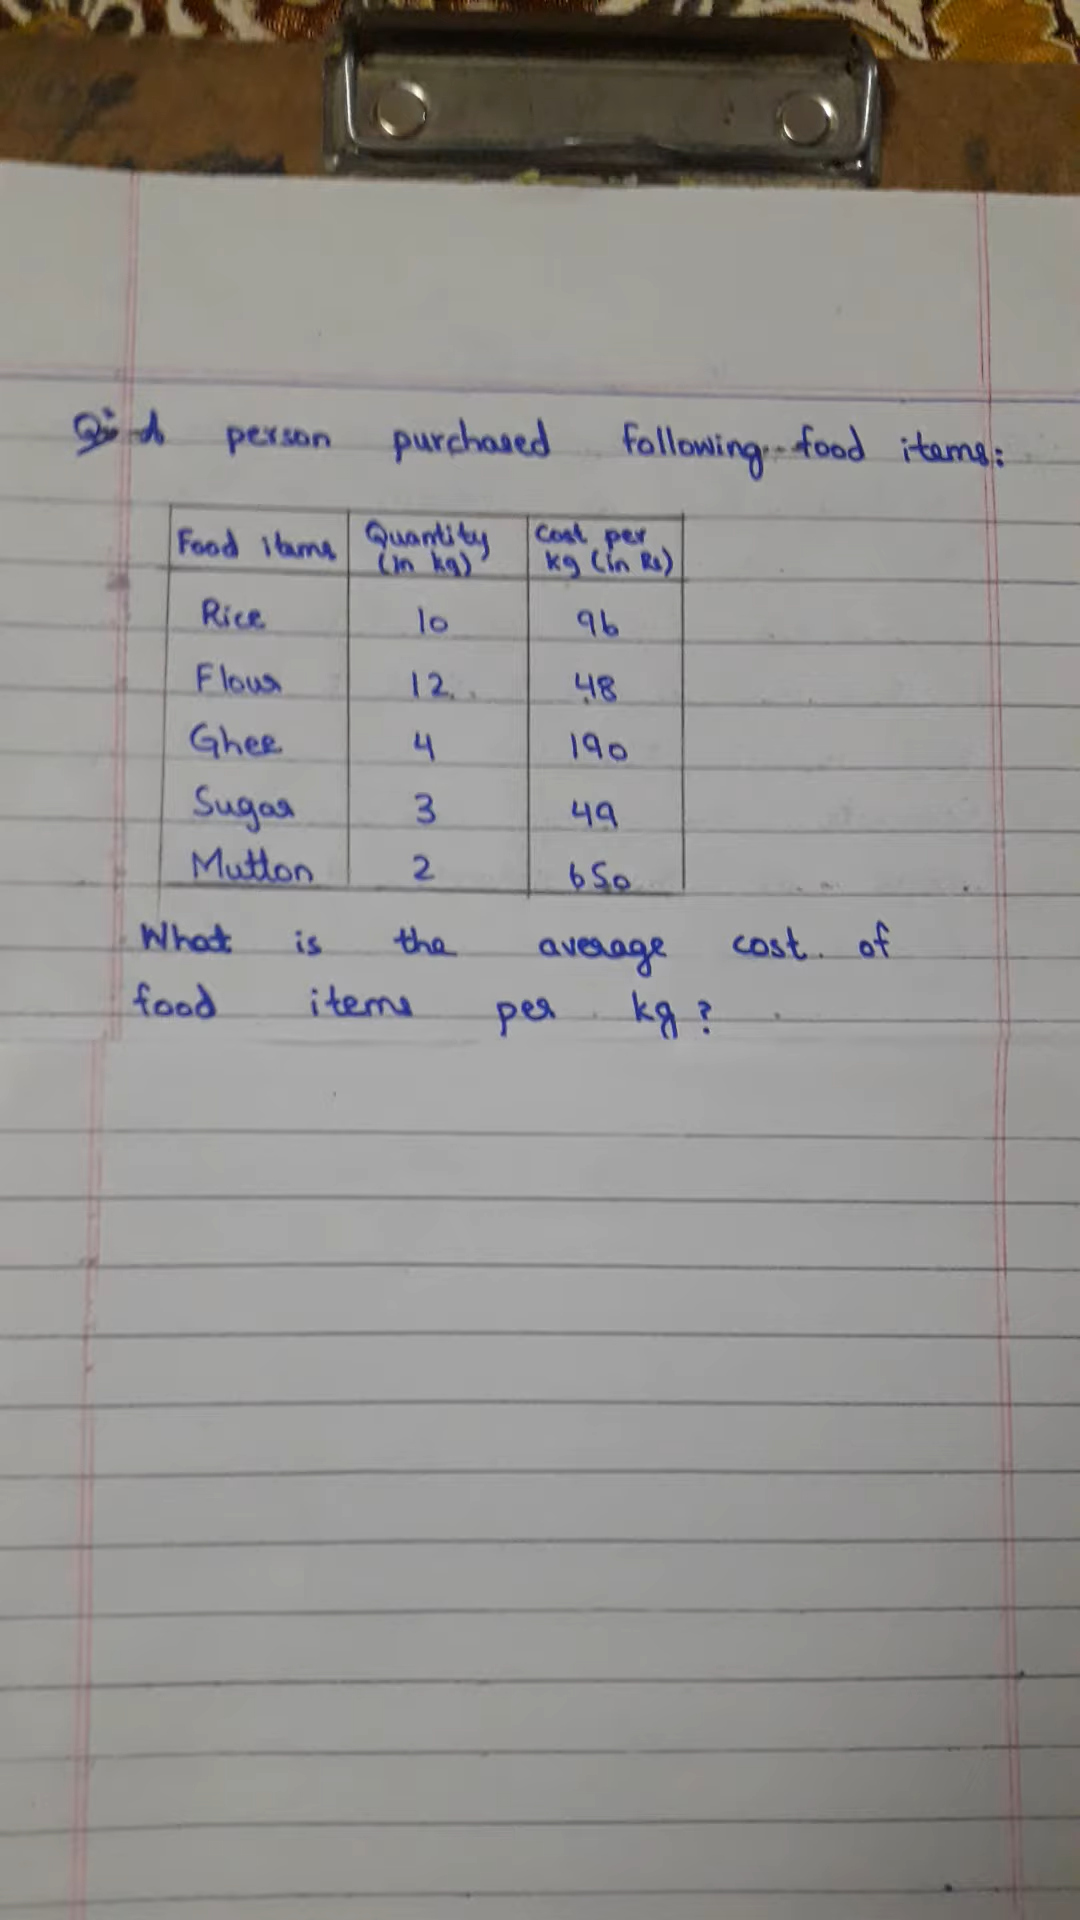 Q:- A person purchased following food items:
Food items Quantity (in kg) Cost per kg (in Rs)
Rice 10 96
Flour 12 48
Ghee 4 190
Sugar 3 49
Mutton 2 650
What is the average cost of
food items per kg?